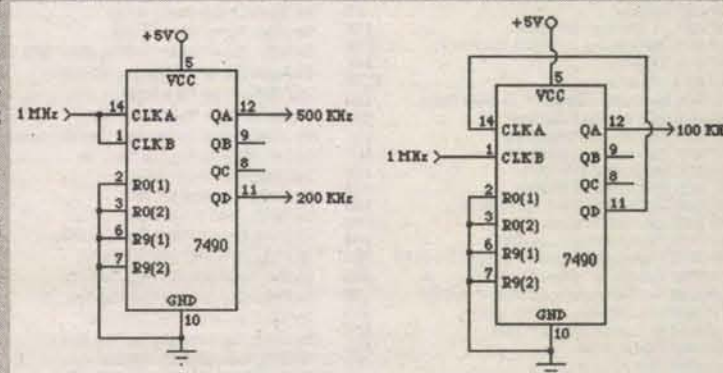 +5V
5
VCC
1 MHz
14
CLKA
QA
12
500 KHz
1
CLKB
QB
9
QC
8
2
R0(1)
QD
11
200 KHz
3
R0(2)
6
R9(1)
7
R9(2)
7490
GND
10
+5V
5
VCC
14
CLKA
QA
12
100 KH
1 MHz
1
CLKB
QB
9
QC
8
2
R0(1)
QD
11
3
R0(2)
6
R9(1)
7
R9(2)
7490
GND
10